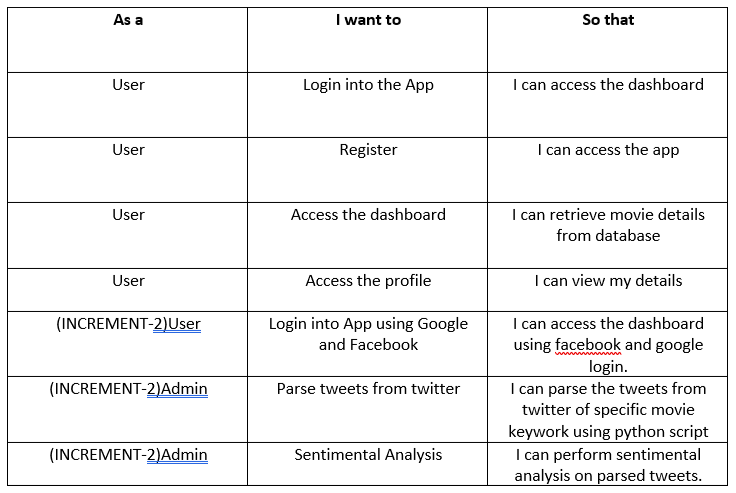 As a I want to So that
User Login into the App I can access the dashboard
User Register I can access the app
User Access the dashboard I can retrieve movie details
from database
User Access the profile I can view my details
(INCREMENT-2)User Login into App using Google I can access the dashboard
and Facebook using facebook and google
login.
(INCREMENT-2)Admin Parse tweets from twitter I can parse the tweets from
twitter of specific movie
keywork using python script
(INCREMENT-2)Admin Sentimental Analysis I can perform sentimental
analysis on parsed tweets.